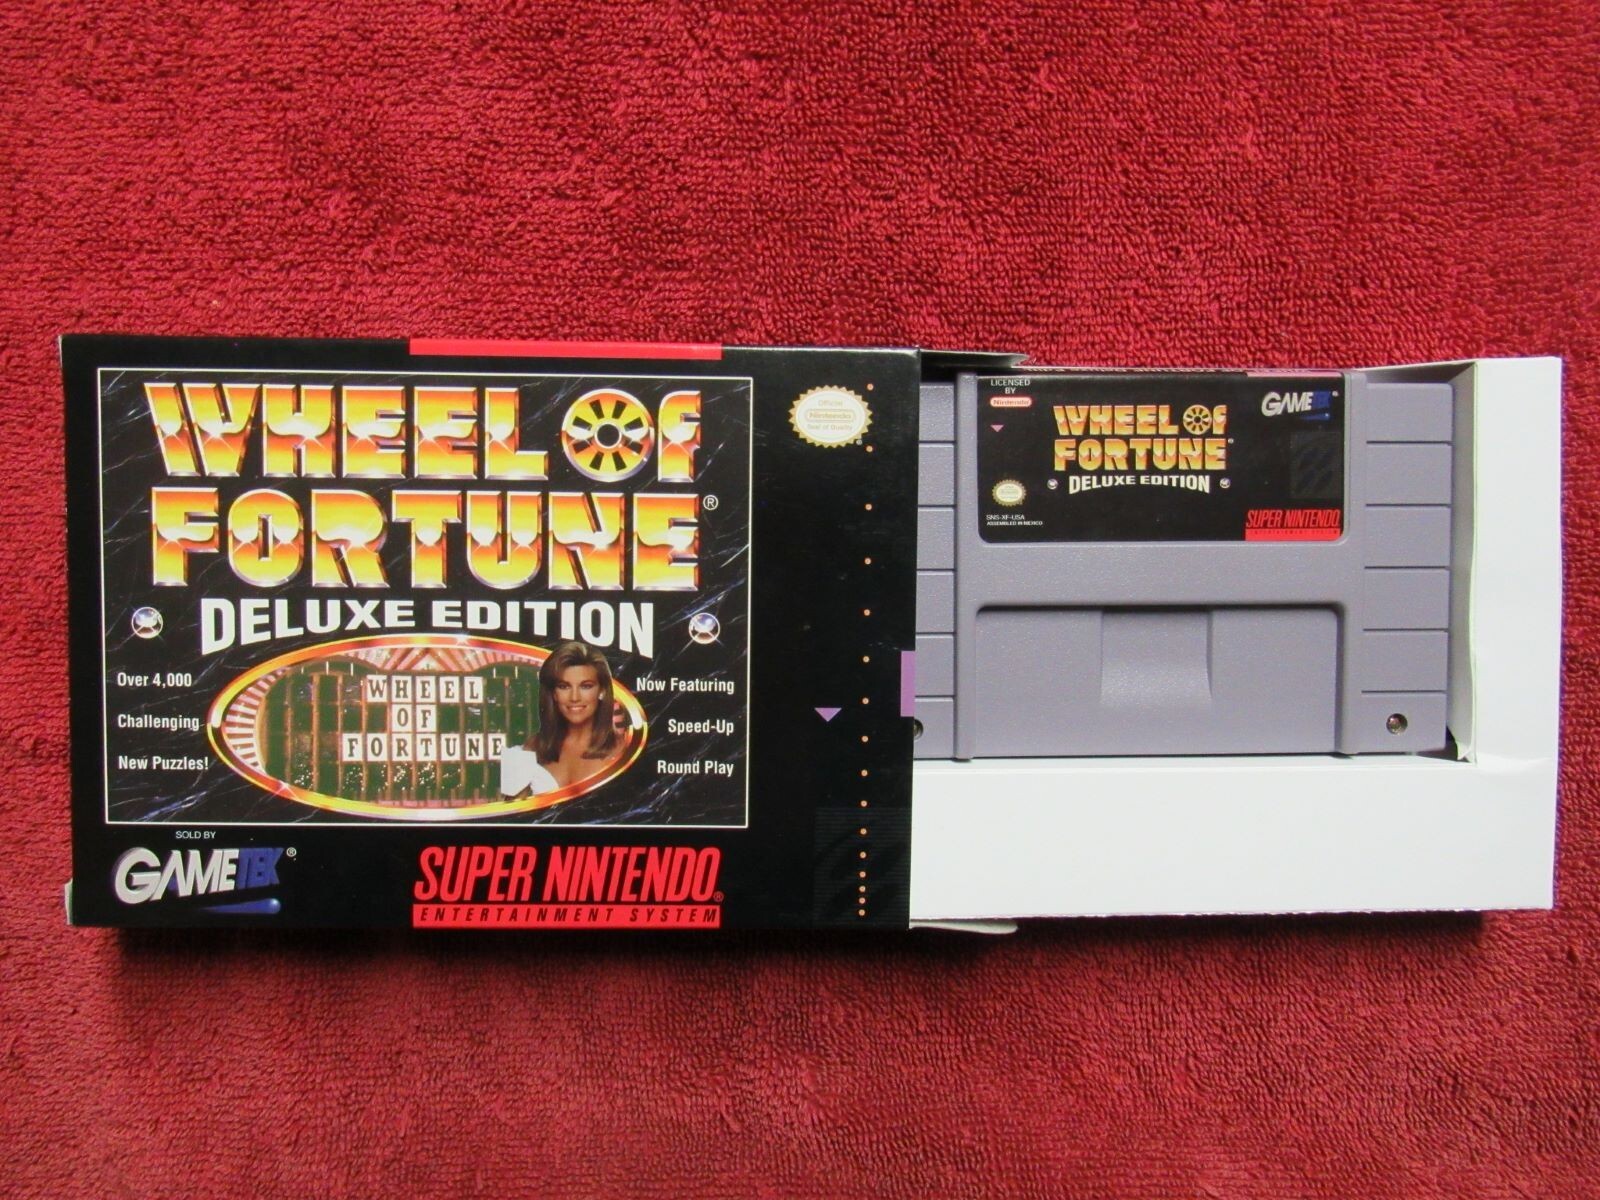 WHEEL OF
FORTUNE®
DELUXE EDITION
Over 4,000
Challenging
New Puzzles!
WHEEL
OF
FORTUNE
Now Featuring
Speed-Up
Round Play
SOLD BY
GAMETEK®
SUPER NINTENDO®
ENTERTAINMENT SYSTEM
Official
Nintendo
Seal of Quality
LICENSED
BY
Nintendo
GAMETEK®
WHEEL OF
FORTUNE®
DELUXE EDITION
SNS-XF-USA
ASSEMBLED IN MEXICO
SUPER NINTENDO
ENTERTAINMENT SYSTEM